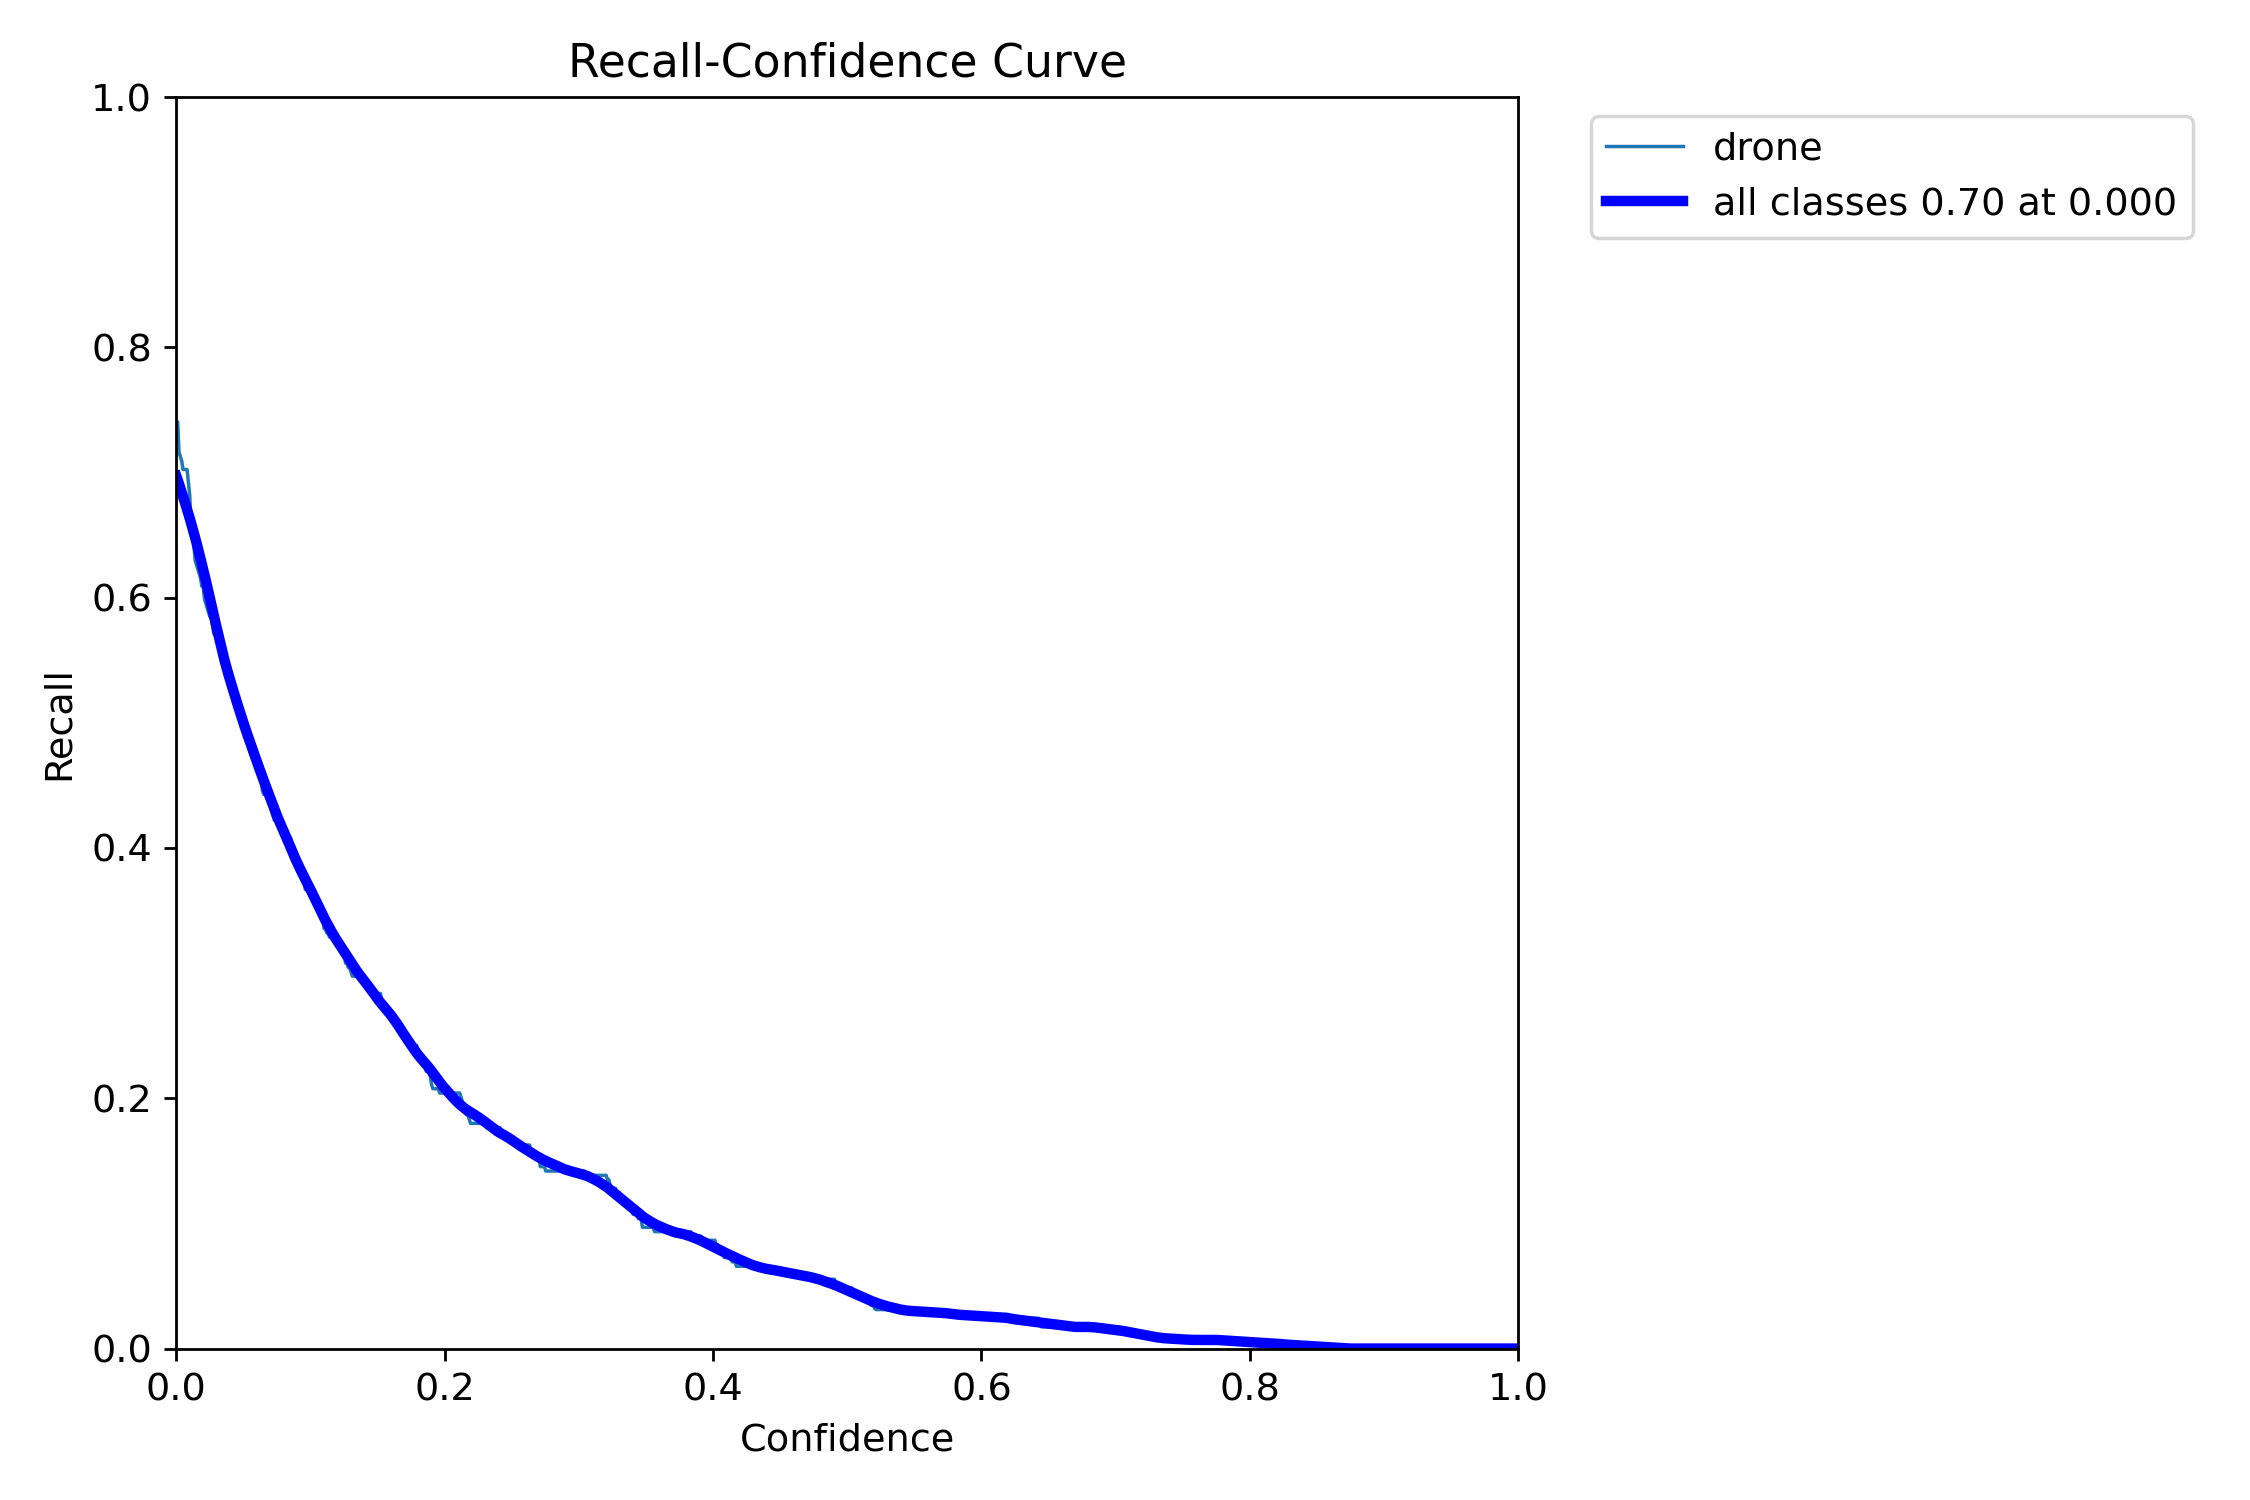 Recall-Confidence Curve
1.0
0.8
0.6
0.4
0.2
0.0
Recall
0.0 0.2 0.4 0.6 0.8 1.0
Confidence
drone
all classes 0.70 at 0.000